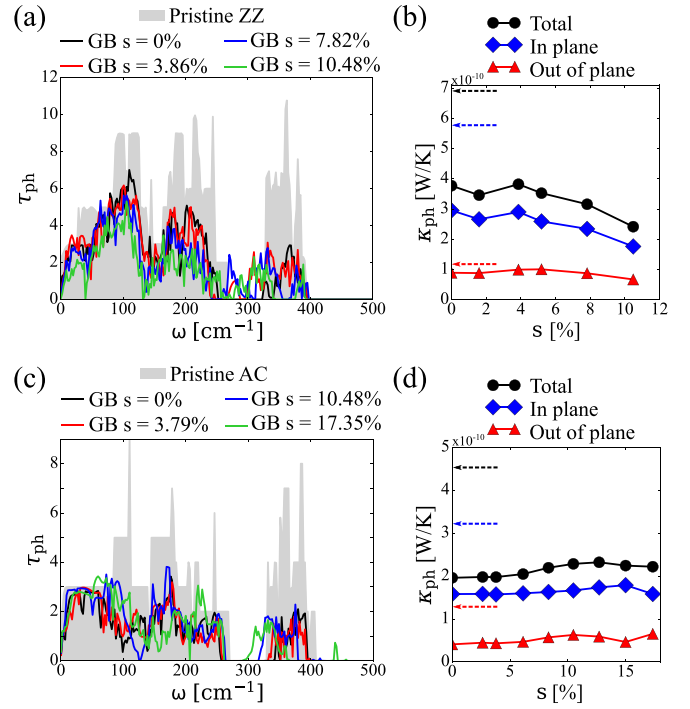 (a)
Pristine ZZ
GB s = 0%
GB s = 7.82%
GB s = 3.86%
GB s = 10.48%
12
10
8
6
4
2
0
τph
0
100
200
300
400
500
ω [cm⁻¹]
(b)
Total
In plane
Out of plane
x10⁻¹⁰
7
6
5
4
3
2
1
0
κph [W/K]
0
2
4
6
8
10
12
s [%]
(c)
Pristine AC
GB s = 0%
GB s = 10.48%
GB s = 3.79%
GB s = 17.35%
8
6
4
2
0
τph
0
100
200
300
400
500
ω [cm⁻¹]
(d)
Total
In plane
Out of plane
x10⁻¹⁰
5
4
3
2
1
0
κph [W/K]
0
5
10
15
s [%]